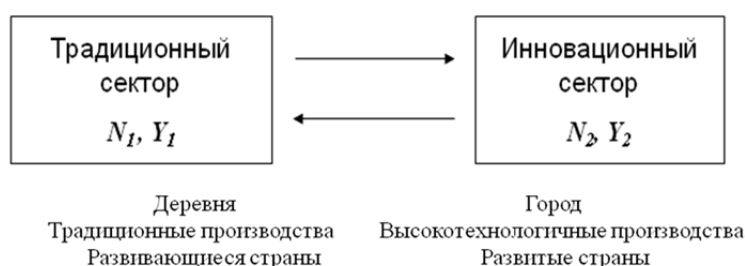 Традиционный
сектор
N1, Y1
Инновационный
сектор
N2, Y2
Деревня
Традиционные производства
Развивающиеся страны
Город
Высокотехнологичные производства
Развитые страны